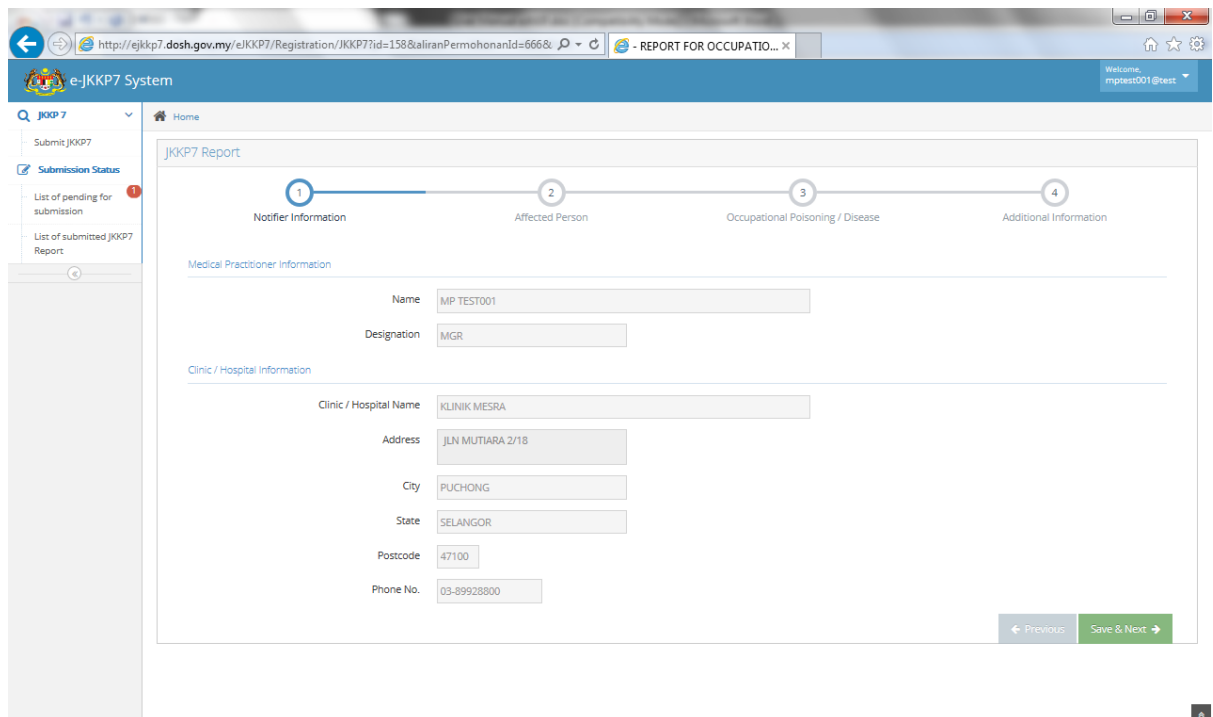 http://ejkkp7.dosh.gov.my/eJKKP7/Registration/JKKP7?id=158&aliranPermohonanId=666&
- REPORT FOR OCCUPATIO...
e-JKKP7 System
Welcome,
mptest001@test
JKKP 7
Home
Submit JKKP7
Submission Status
List of pending for
submission
1
List of submitted JKKP7
Report
JKKP7 Report
1 2 3 4
Notifier Information Affected Person Occupational Poisoning / Disease Additional Information
Medical Practitioner Information
Name MP TEST001
Designation MGR
Clinic / Hospital Information
Clinic / Hospital Name KLINIK MESRA
Address JLN MUTIARA 2/18
City PUCHONG
State SELANGOR
Postcode 47100
Phone No. 03-89928800
Previous Save & Next